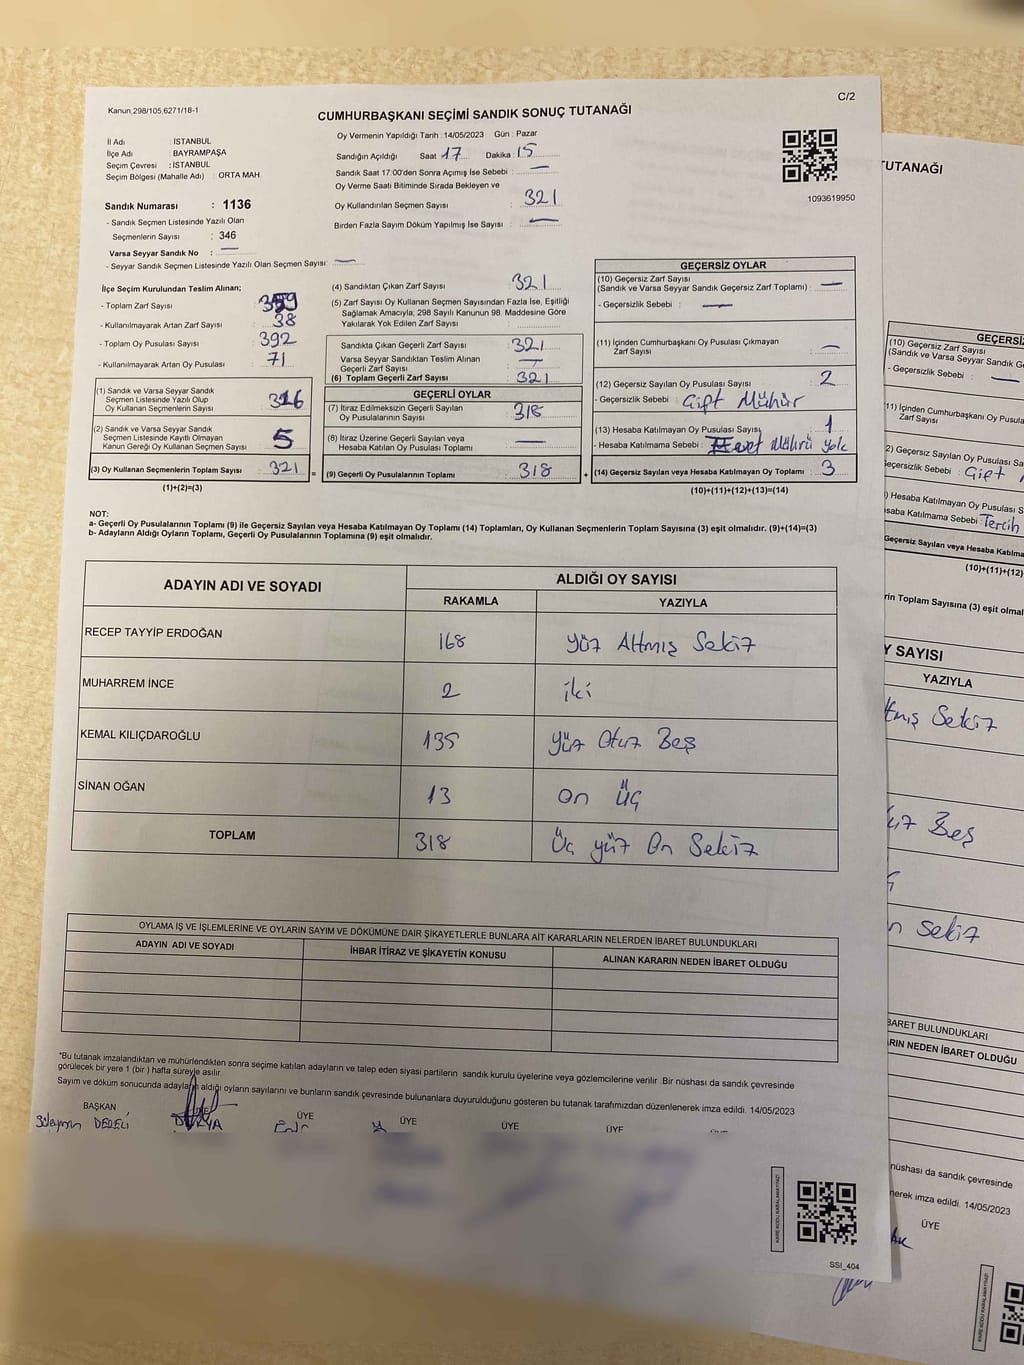 C/2
Kanun 298/105,6271/18-1
CUMHURBAŞKANI SEÇİMİ SANDIK SONUÇ TUTANAĞI
İl Adı : İSTANBUL
İlçe Adı : BAYRAMPAŞA
Seçim Çevresi : İSTANBUL
Seçim Bölgesi (Mahalle Adı) : ORTA MAH.
Sandık Numarası : 1136
- Sandık Seçmen Listesinde Yazılı Olan
Seçmenlerin Sayısı : 346
Varsa Seyyar Sandık No : —
- Seyyar Sandık Seçmen Listesinde Yazılı Olan Seçmen Sayısı: —
Oy Vermenin Yapıldığı Tarih : 14/05/2023 Gün : Pazar
Sandığın Açıldığı Saat 17 Dakika : 15
Sandık Saat 17:00'den Sonra Açımış İse Sebebi : —
Oy Verme Saati Bitiminde Sırada Bekleyen ve
Oy Kullandırılan Seçmen Sayısı : 321
Birden Fazla Sayım Döküm Yapılmış İse Sayısı : —
1093619950
İlçe Seçim Kurulundan Teslim Alınan;
- Toplam Zarf Sayısı
- Kullanılmayarak Artan Zarf Sayısı : 38
- Toplam Oy Pusulası Sayısı : 392
- Kullanılmayarak Artan Oy Pusulası : 71
(1) Sandık ve Varsa Seyyar Sandık
Seçmen Listesinde Yazılı Olup
Oy Kullanan Seçmenlerin Sayısı : 316
(2) Sandık ve Varsa Seyyar Sandık
Seçmen Listesinde Kayıtlı Olmayan
Kanun Gereği Oy Kullanan Seçmen Sayısı : 5
(3) Oy Kullanan Seçmenlerin Toplam Sayısı : 321 =
(1)+(2)=(3)
(4) Sandıktan Çıkan Zarf Sayısı : 321
(5) Zarf Sayısı Oy Kullanan Seçmen Sayısından Fazla İse, Eşitliği
Sağlamak Amacıyla, 298 Sayılı Kanunun 98. Maddesine Göre
Yakılarak Yok Edilen Zarf Sayısı :
Sandıkta Çıkan Geçerli Zarf Sayısı : 321
Varsa Seyyar Sandıktan Teslim Alınan
Geçerli Zarf Sayısı : —
(6) Toplam Geçerli Zarf Sayısı : 321
GEÇERLİ OYLAR
(7) İtiraz Edilmeksizin Geçerli Sayılan
Oy Pusulasının Sayısı : 318
(8) İtiraz Üzerine Geçerli Sayılan veya
Hesaba Katılan Oy Pusulası Sayısı : —
(9) Geçerli Oy Pusulalarının Toplamı : 318 +
GEÇERSİZ OYLAR
(10) Geçersiz Zarf Sayısı
(Sandık ve Varsa Seyyar Sandık Geçersiz Zarf Toplamı) : —
- Geçersizlik Sebebi : —
(11) İçinden Cumhurbaşkanı Oy Pusulası Çıkmayan
Zarf Sayısı : —
(12) Geçersiz Sayılan Oy Pusulası Sayısı : 2
- Geçersizlik Sebebi : Çift Mühür
(13) Hesaba Katılmayan Oy Pusulası Sayısı : 1
- Hesaba Katılmama Sebebi : Evet Mührü Yok
(14) Geçersiz Sayılan veya Hesaba Katılmayan Oy Toplamı : 3
(10)+(11)+(12)+(13)=(14)
NOT:
a- Geçerli Oy Pusulalarının Toplamı (9) ile Geçersiz Sayılan veya Hesaba Katılmayan Oy Toplamı (14) Toplamları, Oy Kullanan Seçmenlerin Toplam Sayısına (3) eşit olmalıdır. (9)+(14)=(3)
b- Adayların Aldığı Oyların Toplamı, Geçerli Oy Pusulalarının Toplamına (9) eşit olmalıdır.
ADAYIN ADI VE SOYADI ALDIĞI OY SAYISI
RAKAMLA YAZIYLA
RECEP TAYYİP ERDOĞAN 168 Yüz Altmış Sekiz
MUHARREM İNCE 2 iki
KEMAL KILIÇDAROĞLU 135 Yüz Otuz Beş
SİNAN OĞAN 13 On Üç
TOPLAM 318 Üç yüz On Sekiz
OYLAMA İŞ VE İŞLEMLERİNE VE OYLARIN SAYIM VE DÖKÜMÜNE DAİR ŞİKAYETLERLE BUNLARA AİT KARARLARIN NELERDEN İBARET BULUNDUKLARI
ADAYIN ADI VE SOYADI İHBAR İTİRAZ VE ŞİKAYETİN KONUSU ALINAN KARARIN NEDEN İBARET OLDUĞU
*Bu tutanak imzalandıktan ve mühürlendikten sonra seçime katılan adayların ve talep eden siyasi partilerin sandık kurulu üyelerine veya gözlemcilerine verilir .Bir nüshası da sandık çevresinde
görülecek bir yere 1 (bir ) hafta süreyle asılır.
Sayım ve döküm sonucunda adayların aldığı oyların sayılarını ve bunların sandık çevresinde bulunanlara duyurulduğunu gösteren bu tutanak tarafımızdan düzenlenerek imza edildi. 14/05/2023
BAŞKAN ÜYE ÜYE ÜYE ÜYE ÜYE
Süleyman DEDELİ
KARE KODU KARALAMAYINIZ!
SSI_404
TUTANAĞI
GEÇERSİZ
(10) Geçersiz Zarf Sayısı
(Sandık ve Varsa Seyyar Sandık
- Geçersizlik Sebebi : —
11) İçinden Cumhurbaşkanı Oy Pusula
Zarf Sayısı
2) Geçersiz Sayılan Oy Pusulası Sayısı
eçersizlik Sebebi : Çift
) Hesaba Katılmayan Oy Pusulası S
saba Katılmama Sebebi : Tercih
Geçersiz Sayılan veya Hesaba Katılma
(10)+(11)+(12)
rin Toplam Sayısına (3) eşit olmal
Y SAYISI
YAZIYLA
tmış Sekiz
uz Beş
n Sekiz
BARET BULUNDUKLARI
RIN NEDEN İBARET OLDUĞU
nüshası da sandık çevresinde
nerek imza edildi. 14/05/2023
ÜYE
KARE KODU KARALAMAYINIZ!